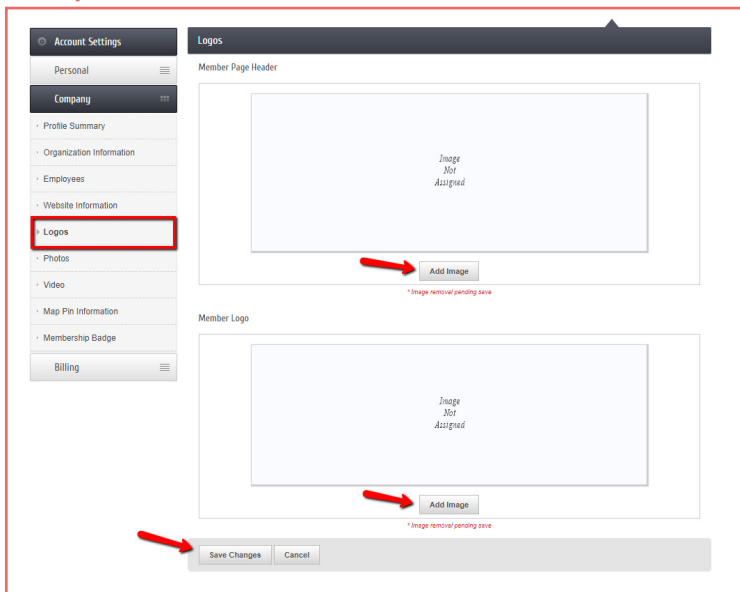 Account Settings
Personal
Company
Profile Summary
Organization Information
Employees
Website Information
Logos
Photos
Video
Map Pin Information
Membership Badge
Billing
Logos
Member Page Header
Image
Not
Assigned
Add Image
* Image removal pending save
Member Logo
Image
Not
Assigned
Add Image
* Image removal pending save
Save Changes Cancel